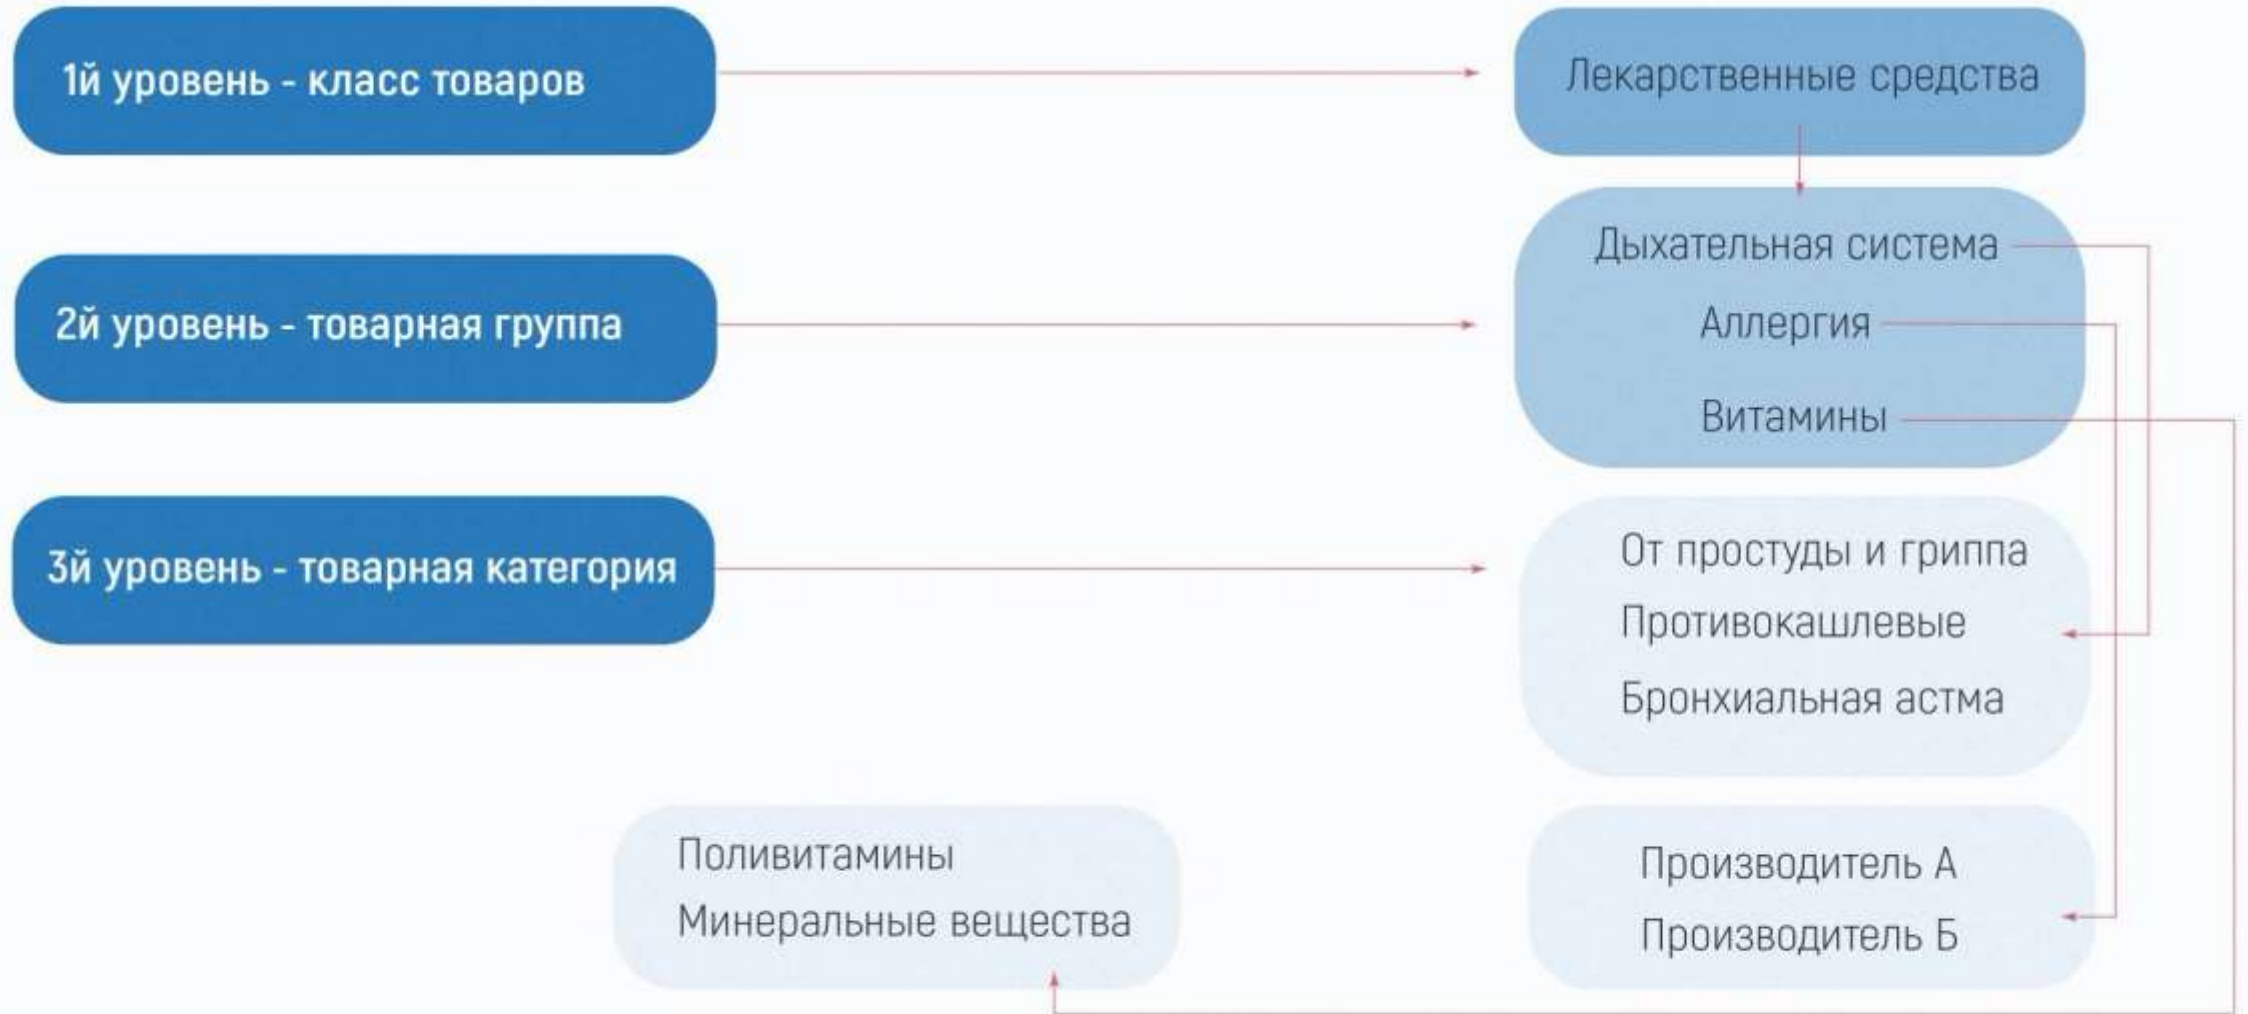 1й уровень - класс товаров
Лекарственные средства
2й уровень - товарная группа
Дыхательная система
Аллергия
Витамины
3й уровень - товарная категория
От простуды и гриппа
Противокашлевые
Бронхиальная астма
Поливитамины
Минеральные вещества
Производитель А
Производитель Б